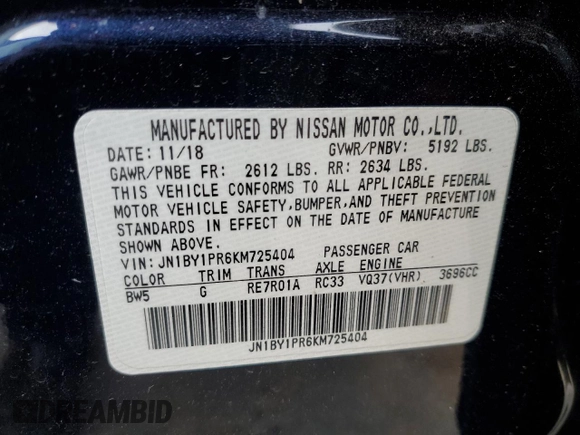 MANUFACTURED BY NISSAN MOTOR CO.,LTD.
DATE: 11/18 GVWR/PNBV: 5192 LBS.
GAWR/PNBE FR: 2612 LBS. RR: 2634 LBS.
THIS VEHICLE CONFORMS TO ALL APPLICABLE FEDERAL
MOTOR VEHICLE SAFETY,BUMPER,AND THEFT PREVENTION
STANDARDS IN EFFECT ON THE DATE OF MANUFACTURE
SHOWN ABOVE.
VIN: JN1BY1PR6KM725404 PASSENGER CAR
COLOR TRIM TRANS AXLE ENGINE
BW5 G RE7R01A RC33 VQ37(VHR) 3696CC
JN1BY1PR6KM725404
DREAMBID